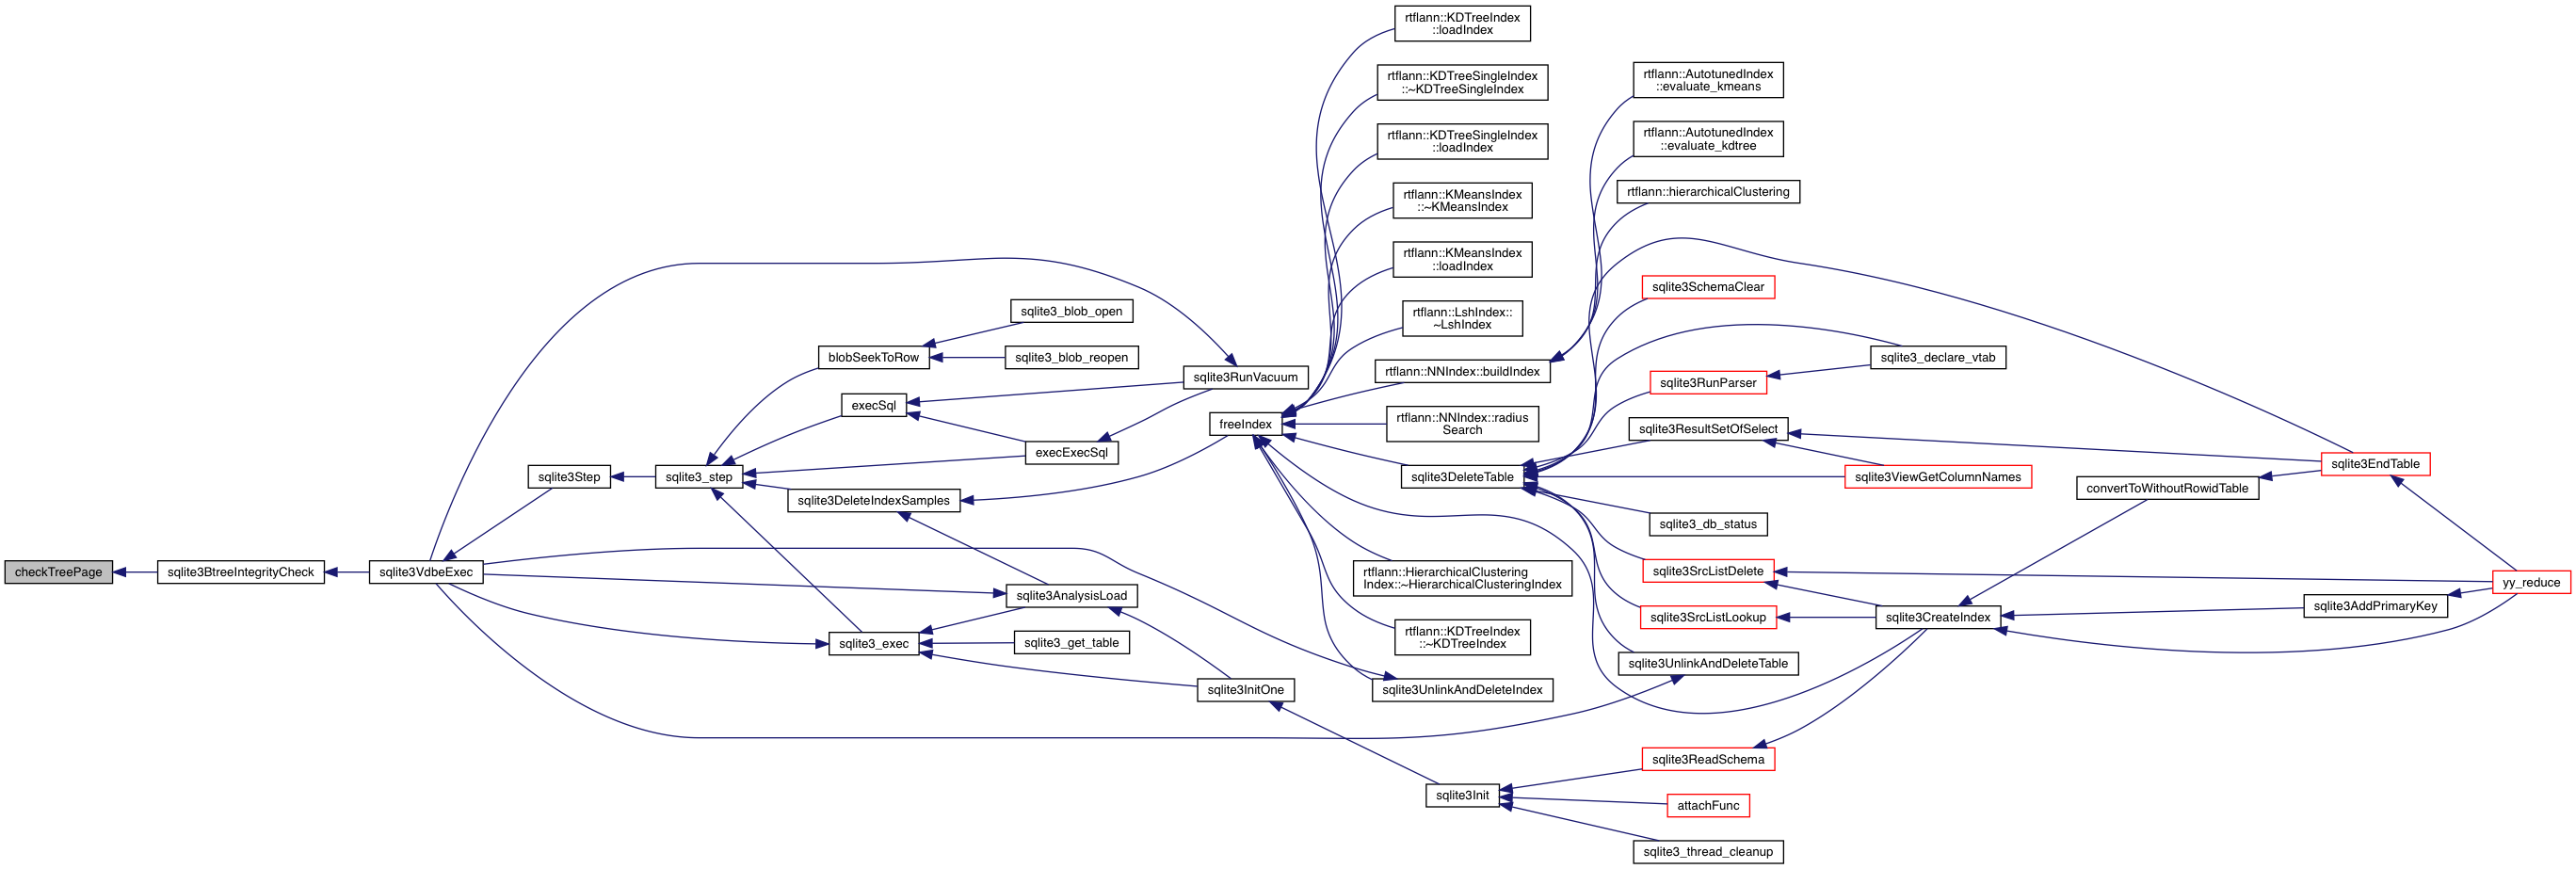 checkTreePage
sqlite3BtreeIntegrityCheck
sqlite3VdbeExec
sqlite3Step
sqlite3_step
blobSeekToRow
execSql
sqlite3DeleteIndexSamples
sqlite3_exec
sqlite3_blob_open
sqlite3_blob_reopen
execExecSql
sqlite3AnalysisLoad
sqlite3_get_table
sqlite3RunVacuum
freeIndex
sqlite3InitOne
rtflann::KDTreeIndex
::loadIndex
rtflann::KDTreeSingleIndex
::~KDTreeSingleIndex
rtflann::KDTreeSingleIndex
::loadIndex
rtflann::KMeansIndex
::~KMeansIndex
rtflann::KMeansIndex
::loadIndex
rtflann::LshIndex::
~LshIndex
rtflann::NNIndex::buildIndex
rtflann::NNIndex::radius
Search
sqlite3DeleteTable
rtflann::HierarchicalClustering
Index::~HierarchicalClusteringIndex
rtflann::KDTreeIndex
::~KDTreeIndex
sqlite3UnlinkAndDeleteIndex
sqlite3Init
rtflann::AutotunedIndex
::evaluate_kmeans
rtflann::AutotunedIndex
::evaluate_kdtree
rtflann::hierarchicalClustering
sqlite3SchemaClear
sqlite3RunParser
sqlite3ResultSetOfSelect
sqlite3_db_status
sqlite3SrcListDelete
sqlite3SrcListLookup
sqlite3UnlinkAndDeleteTable
sqlite3ReadSchema
attachFunc
sqlite3_thread_cleanup
sqlite3_declare_vtab
sqlite3ViewGetColumnNames
sqlite3CreateIndex
convertToWithoutRowidTable
sqlite3AddPrimaryKey
sqlite3EndTable
yy_reduce